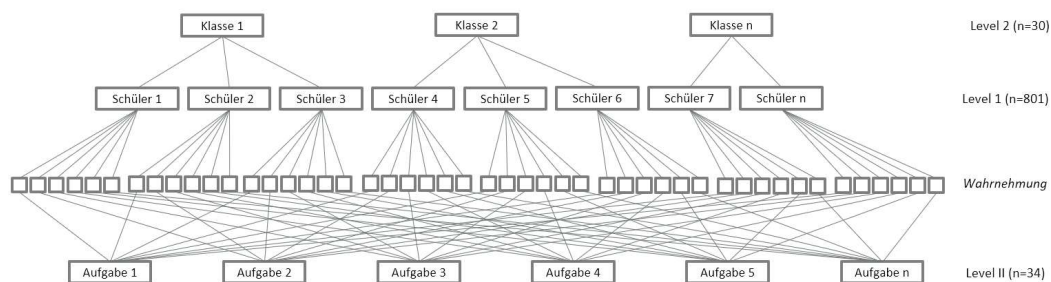 Klasse 1 Klasse 2 Klasse n Level 2 (n=30)
Schüler 1 Schüler 2 Schüler 3 Schüler 4 Schüler 5 Schüler 6 Schüler 7 Schüler n Level 1 (n=801)
Wahrnehmung
Aufgabe 1 Aufgabe 2 Aufgabe 3 Aufgabe 4 Aufgabe 5 Aufgabe n Level II (n=34)